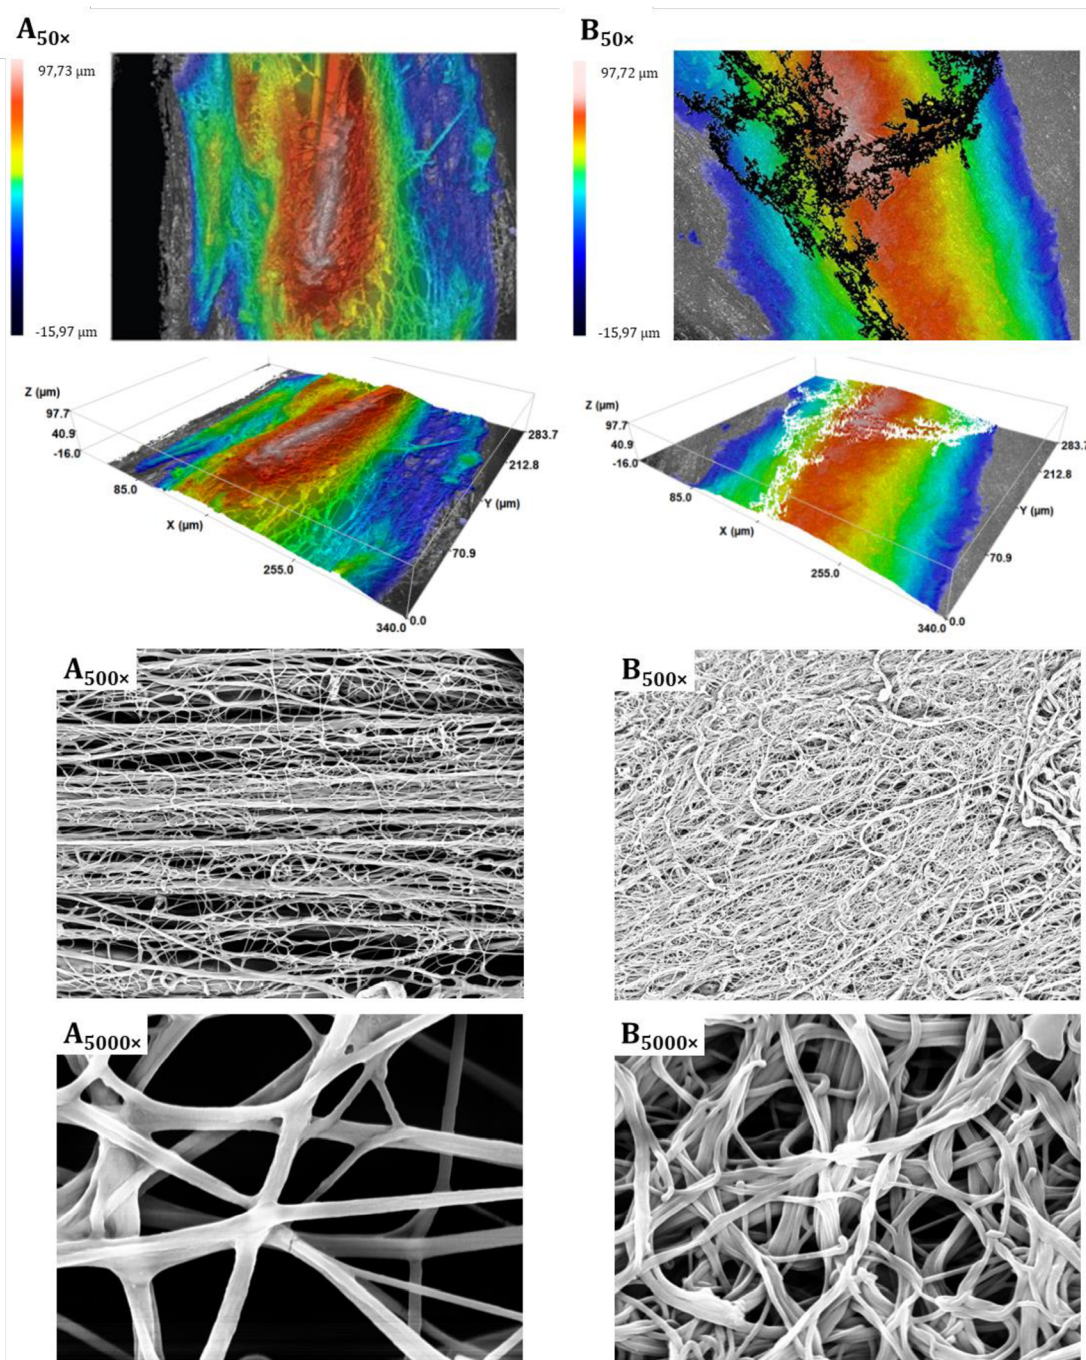 A50×
97,73 µm
-15,97 µm
B50×
97,72 µm
-15,97 µm
Z (µm)
97.7
40.9
-16.0
85.0
X (µm)
255.0
340.0
0.0
70.9
Y (µm)
212.8
283.7
Z (µm)
97.7
40.9
-16.0
85.0
X (µm)
255.0
340.0
0.0
70.9
Y (µm)
212.8
283.7
A500×
B500×
A5000×
B5000×